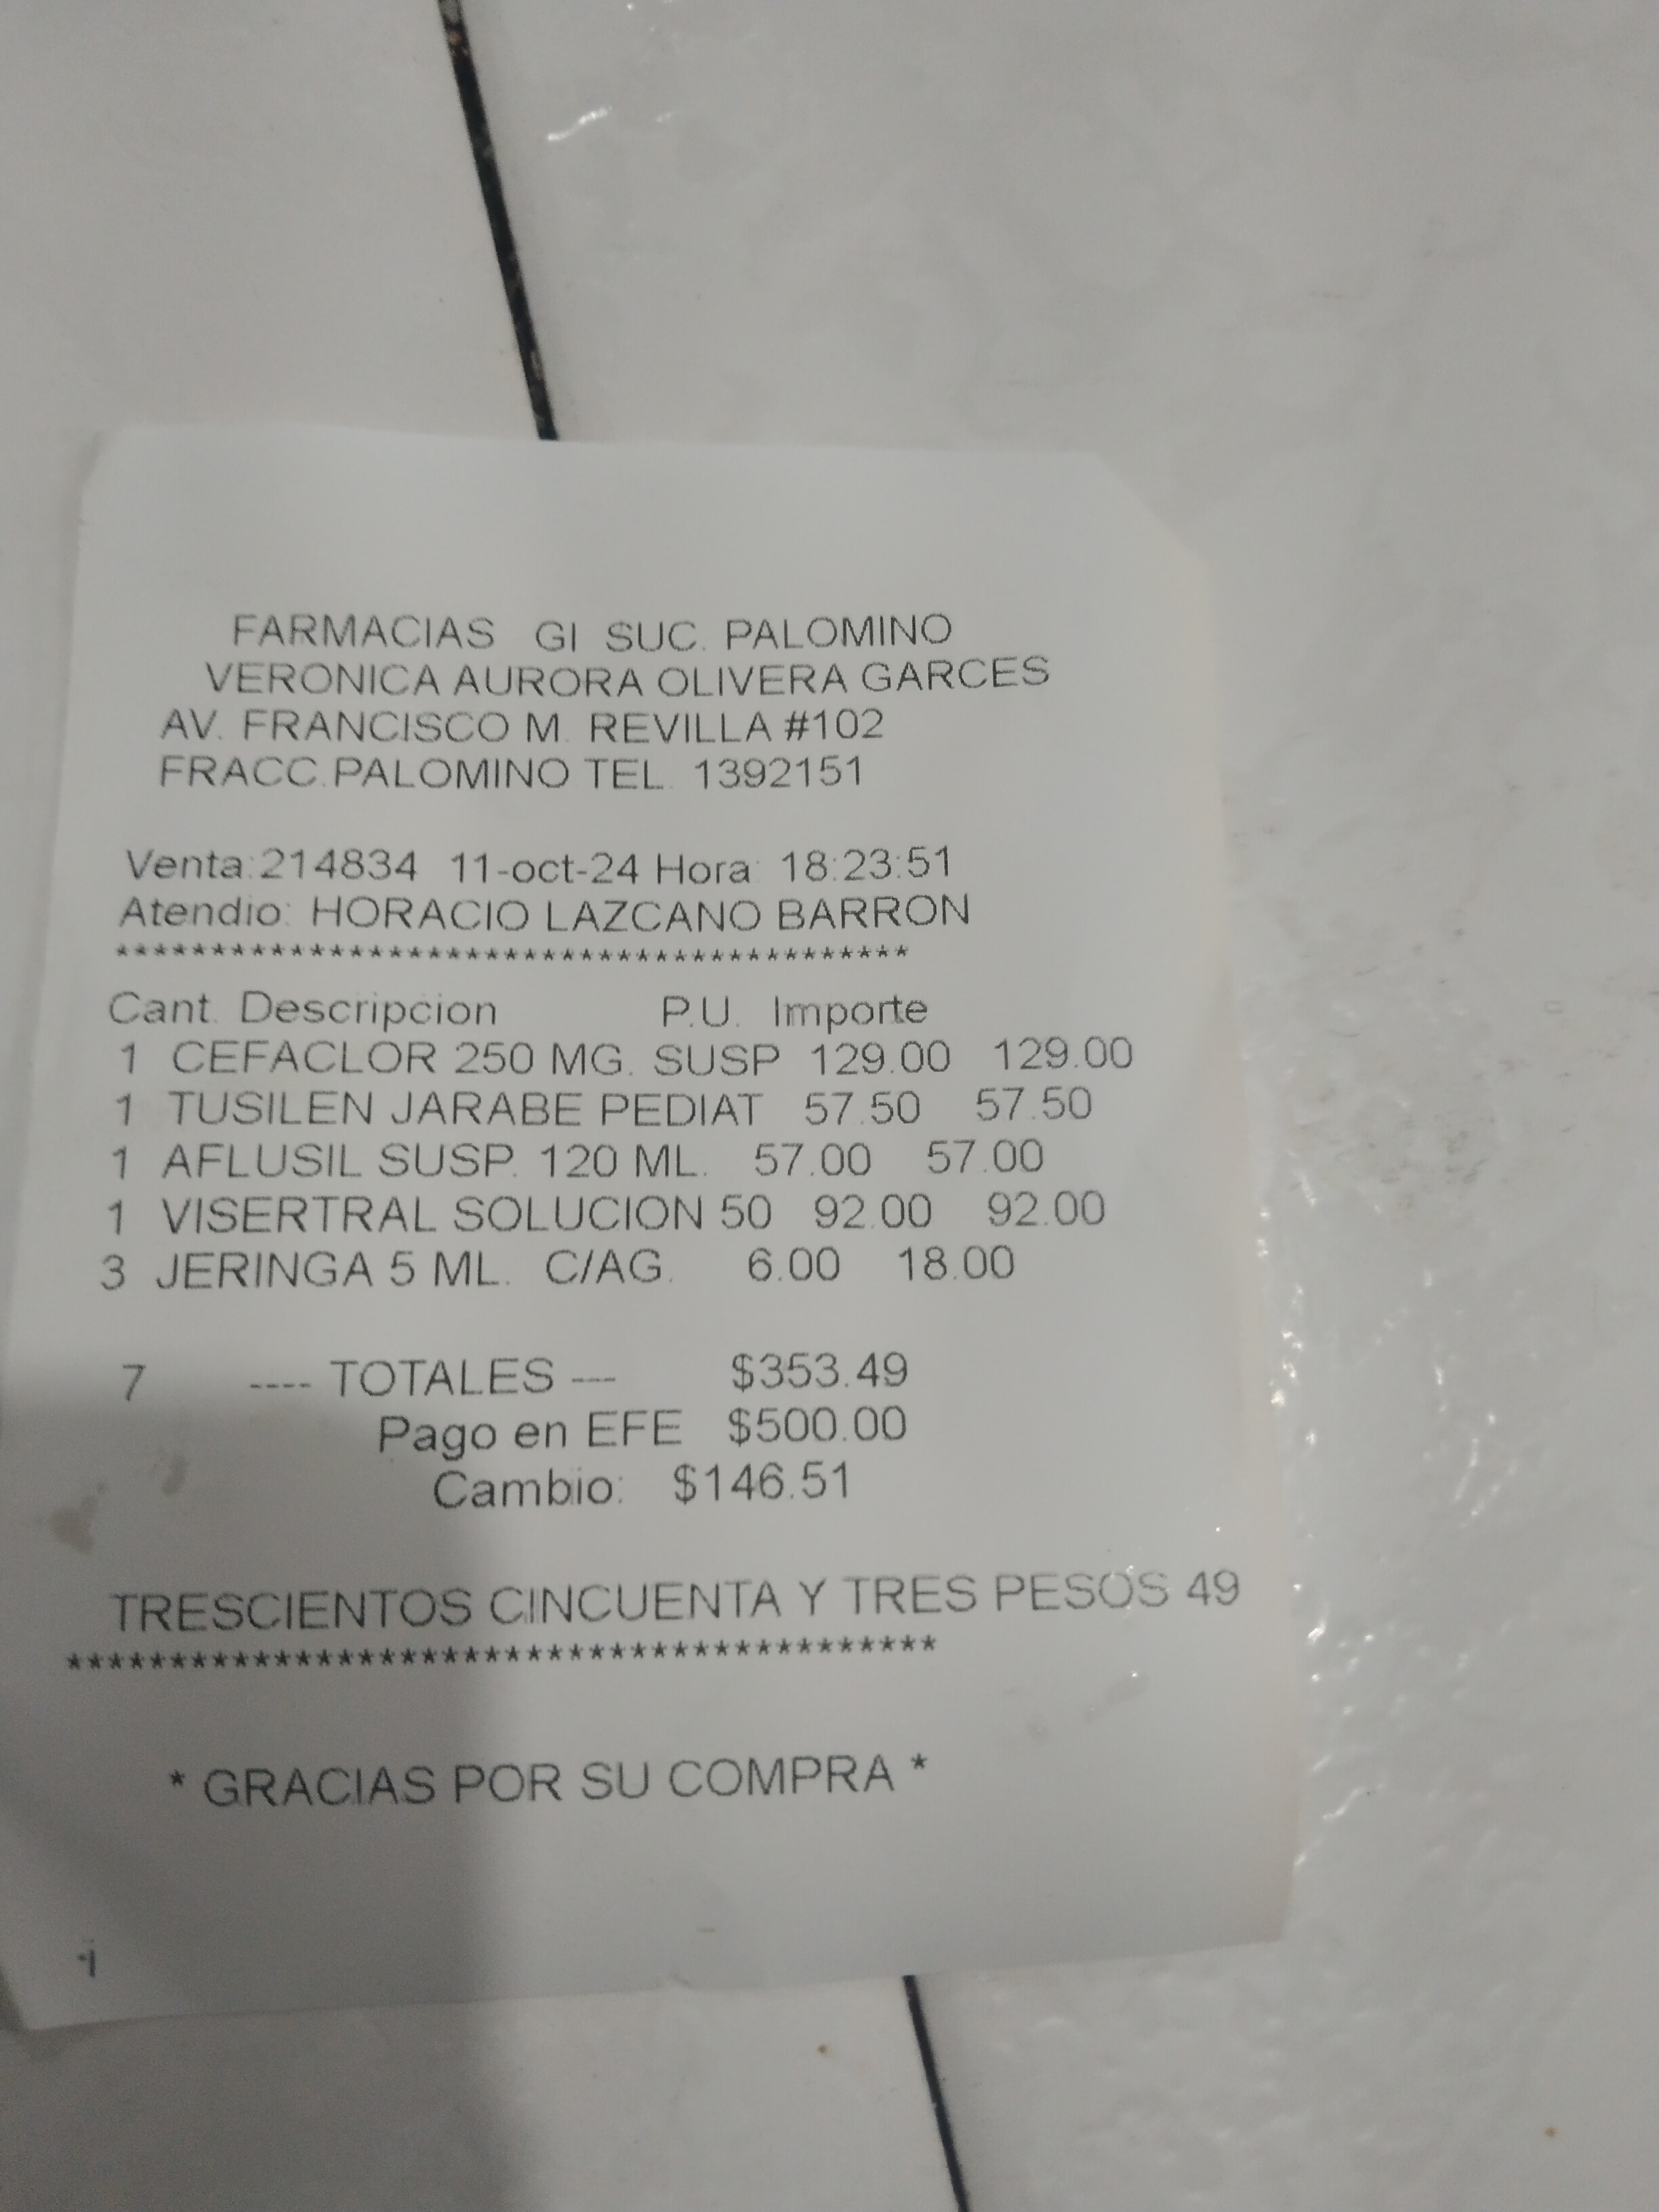 FARMACIAS GI SUC. PALOMINO
VERONICA AURORA OLIVERA GARCES
AV. FRANCISCO M. REVILLA #102
FRACC.PALOMINO TEL. 1392151
Venta:214834 11-oct-24 Hora: 18:23:51
Atendio: HORACIO LAZCANO BARRON
*****************************************
Cant. Descripcion P.U. Importe
1 CEFACLOR 250 MG. SUSP 129.00 129.00
1 TUSILEN JARABE PEDIAT 57.50 57.50
1 AFLUSIL SUSP. 120 ML. 57.00 57.00
1 VISERTRAL SOLUCION 50 92.00 92.00
3 JERINGA 5 ML. C/AG. 6.00 18.00
7 ---- TOTALES --- $353.49
Pago en EFE $500.00
Cambio: $146.51
TRESCIENTOS CINCUENTA Y TRES PESOS 49
******************************************
* GRACIAS POR SU COMPRA *